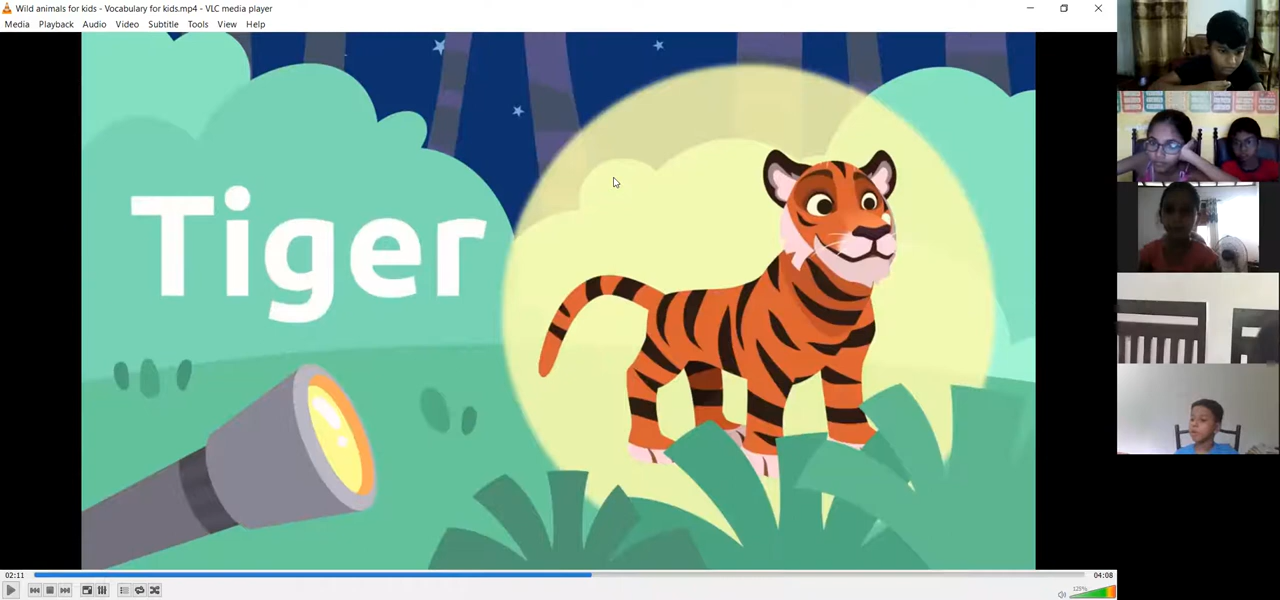 Wild animals for kids - Vocabulary for kids.mp4 - VLC media player
Media Playback Audio Video Subtitle Tools View Help
Tiger
02:11
04:08
125%